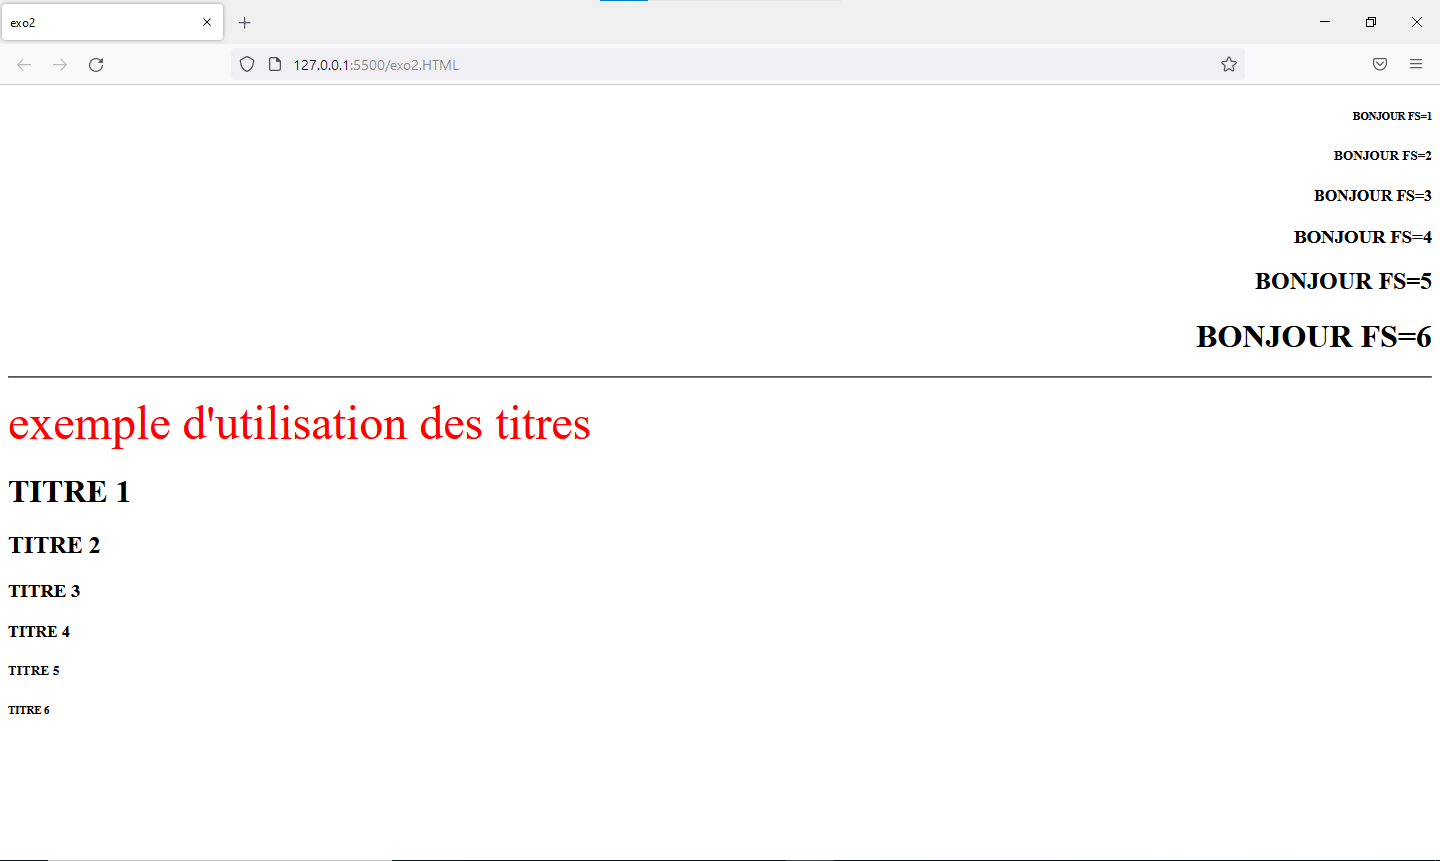 exo2
127.0.0.1:5500/exo2.HTML
BONJOUR FS=1
BONJOUR FS=2
BONJOUR FS=3
BONJOUR FS=4
BONJOUR FS=5
BONJOUR FS=6
exemple d'utilisation des titres
TITRE 1
TITRE 2
TITRE 3
TITRE 4
TITRE 5
TITRE 6